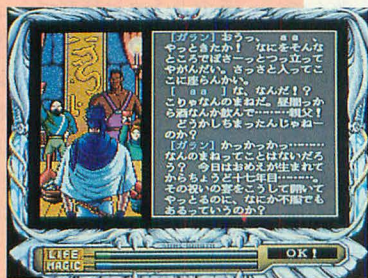 [ガラン] おうっ、 aa 、
やっときたか！ なにをそんな
ところでぼさーっとつっ立って
やがんだい。さっさと入ってこ
こに座らんかい。
[ aa ] な、なんだ！？
こりゃなんのまねだ。昼間っか
ら酒なんか飲んで………親父！
どうかしちまったんじゃねー
のか？
[ガラン] かっかっかっ……
なんのまねってことはないだろ
う？ 今日はおめえが生まれて
からちょうど十七年目………。
その祝いの宴をこうして開いて
やってるのに、なにか不服でも
あるっていうのか？
LIFE
MAGIC
OK！